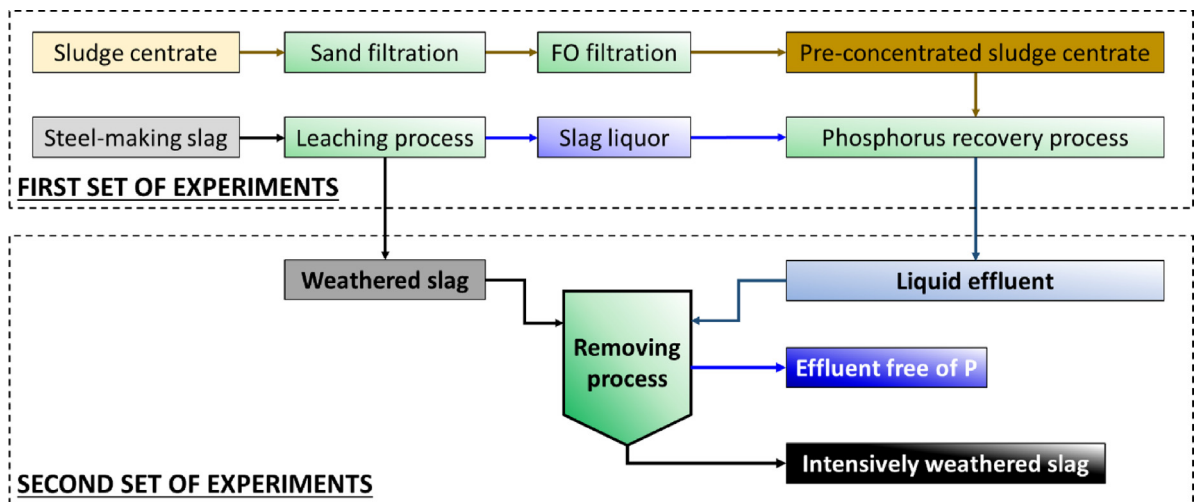 Sludge centrate
Sand filtration
FO filtration
Pre-concentrated sludge centrate
Steel-making slag
Leaching process
Slag liquor
Phosphorus recovery process
FIRST SET OF EXPERIMENTS
Weathered slag
Liquid effluent
Removing
process
Effluent free of P
Intensively weathered slag
SECOND SET OF EXPERIMENTS